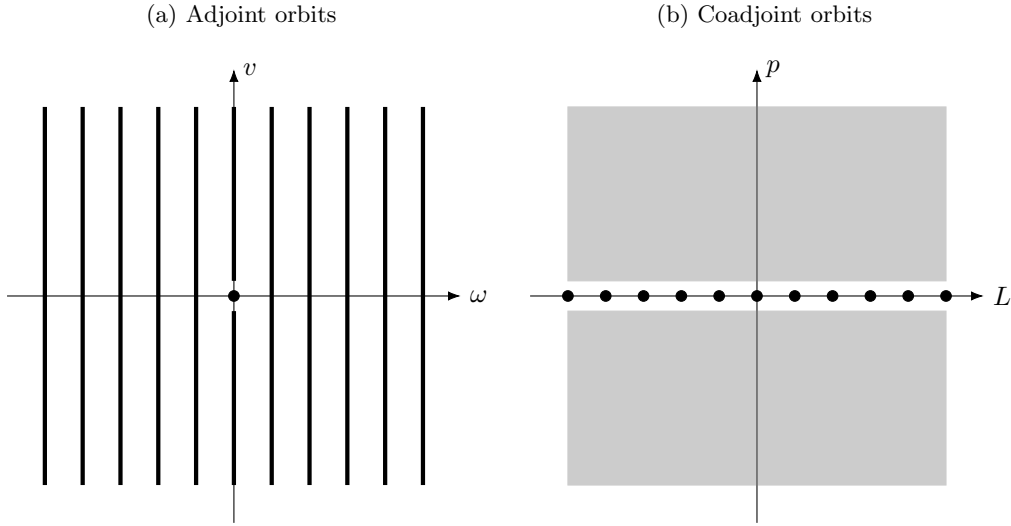 (a) Adjoint orbits
v
ω
(b) Coadjoint orbits
p
L